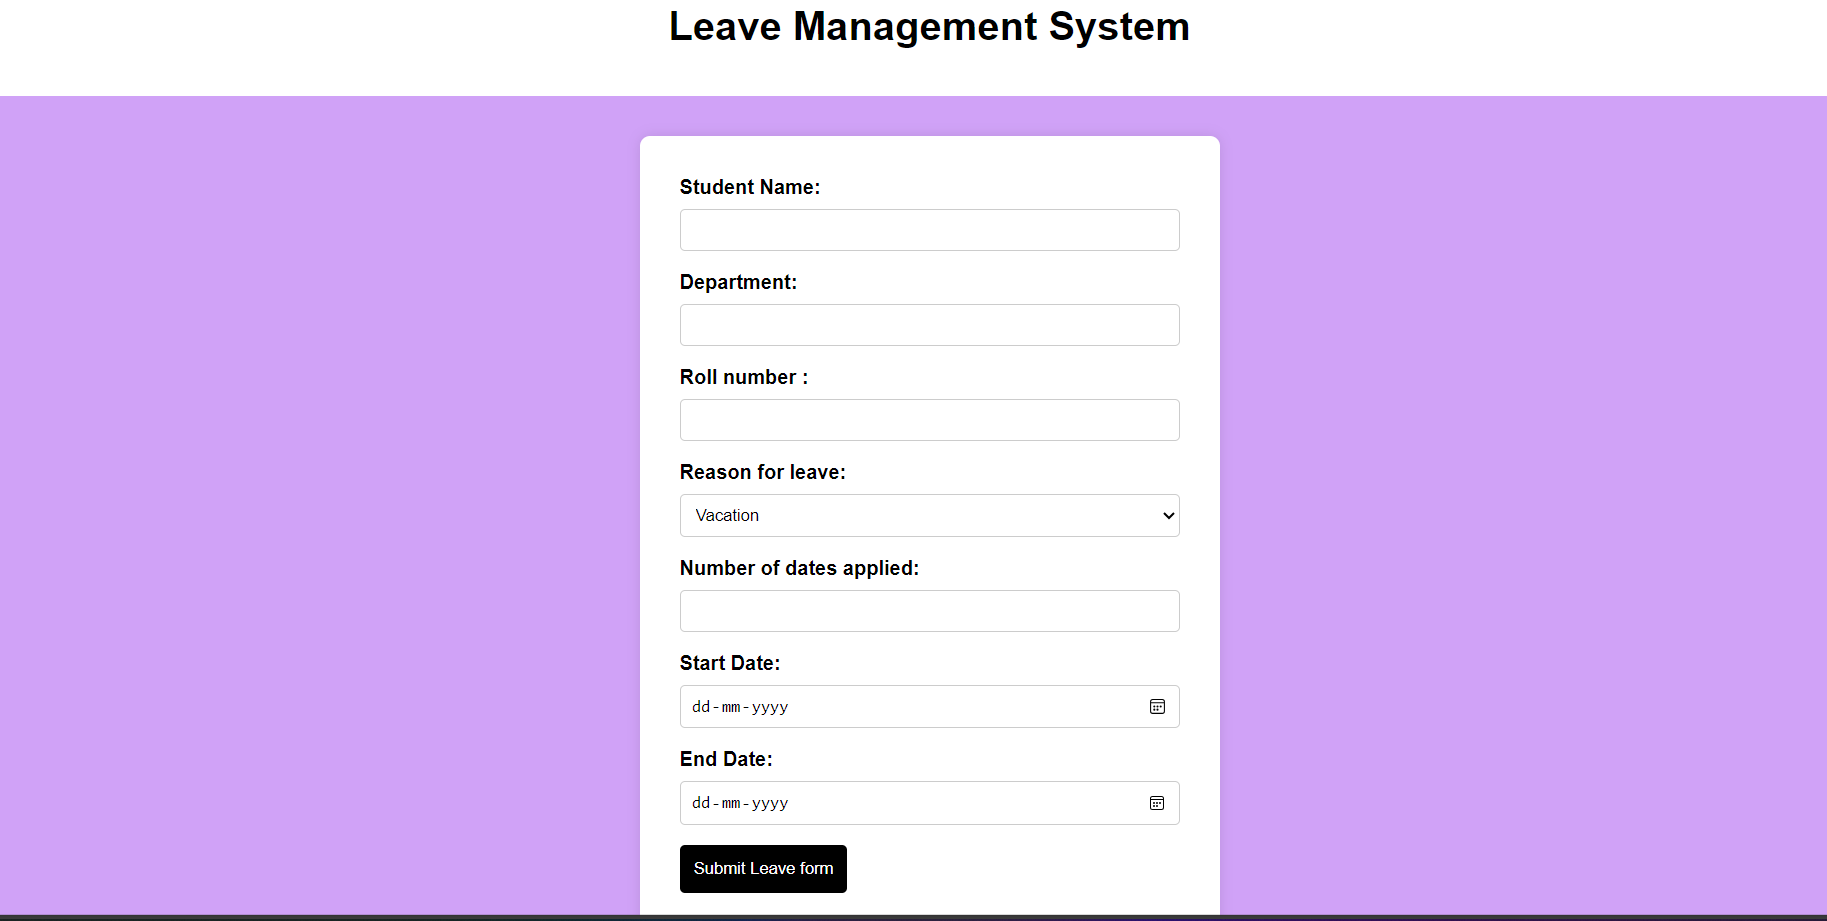 Leave Management System
Student Name:
Department:
Roll number :
Reason for leave:
Vacation
Number of dates applied:
Start Date:
dd-mm-yyyy
End Date:
dd-mm-yyyy
Submit Leave form